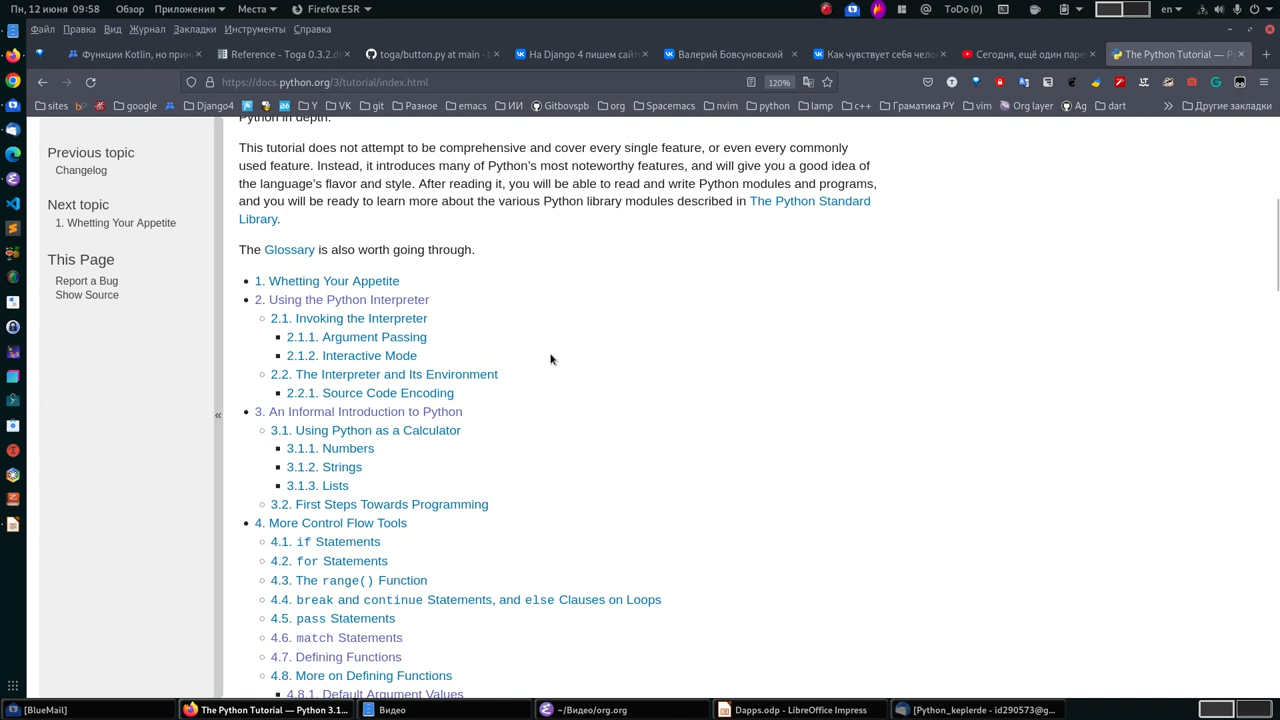 Пн, 12 июня 09:58 Обзор Приложения Места Firefox ESR ToDo(0) en
Файл Правка Вид Журнал Закладки Инструменты Справка
Функции Kotlin, но прин Reference - Toga 0.3.2.d toga/button.py at main · b На Django 4 пишем сайт Валерий Бовсуновский Как чувствует себя чело Сегодня, ещё один паре The Python Tutorial — Py
https://docs.python.org/3/tutorial/index.html 120%
sites bP google Django4 Y VK git Разное emacs ИИ Gitbovspb org Spacemacs nvim python lamp c++ Граматика PY vim Org layer Ag dart Другие закладки
Python in depth.
This tutorial does not attempt to be comprehensive and cover every single feature, or even every commonly
used feature. Instead, it introduces many of Python's most noteworthy features, and will give you a good idea of
the language's flavor and style. After reading it, you will be able to read and write Python modules and programs,
and you will be ready to learn more about the various Python library modules described in The Python Standard
Library.
The Glossary is also worth going through.
Previous topic
Changelog
Next topic
1. Whetting Your Appetite
This Page
Report a Bug
Show Source
«
1. Whetting Your Appetite
2. Using the Python Interpreter
2.1. Invoking the Interpreter
2.1.1. Argument Passing
2.1.2. Interactive Mode
2.2. The Interpreter and Its Environment
2.2.1. Source Code Encoding
3. An Informal Introduction to Python
3.1. Using Python as a Calculator
3.1.1. Numbers
3.1.2. Strings
3.1.3. Lists
3.2. First Steps Towards Programming
4. More Control Flow Tools
4.1. if Statements
4.2. for Statements
4.3. The range() Function
4.4. break and continue Statements, and else Clauses on Loops
4.5. pass Statements
4.6. match Statements
4.7. Defining Functions
4.8. More on Defining Functions
4.8.1. Default Argument Values
[BlueMail] The Python Tutorial — Python 3.1... Видео ~/Видео/org.org Dapps.odp - LibreOffice Impress [Python_keplerde - id290573@g...